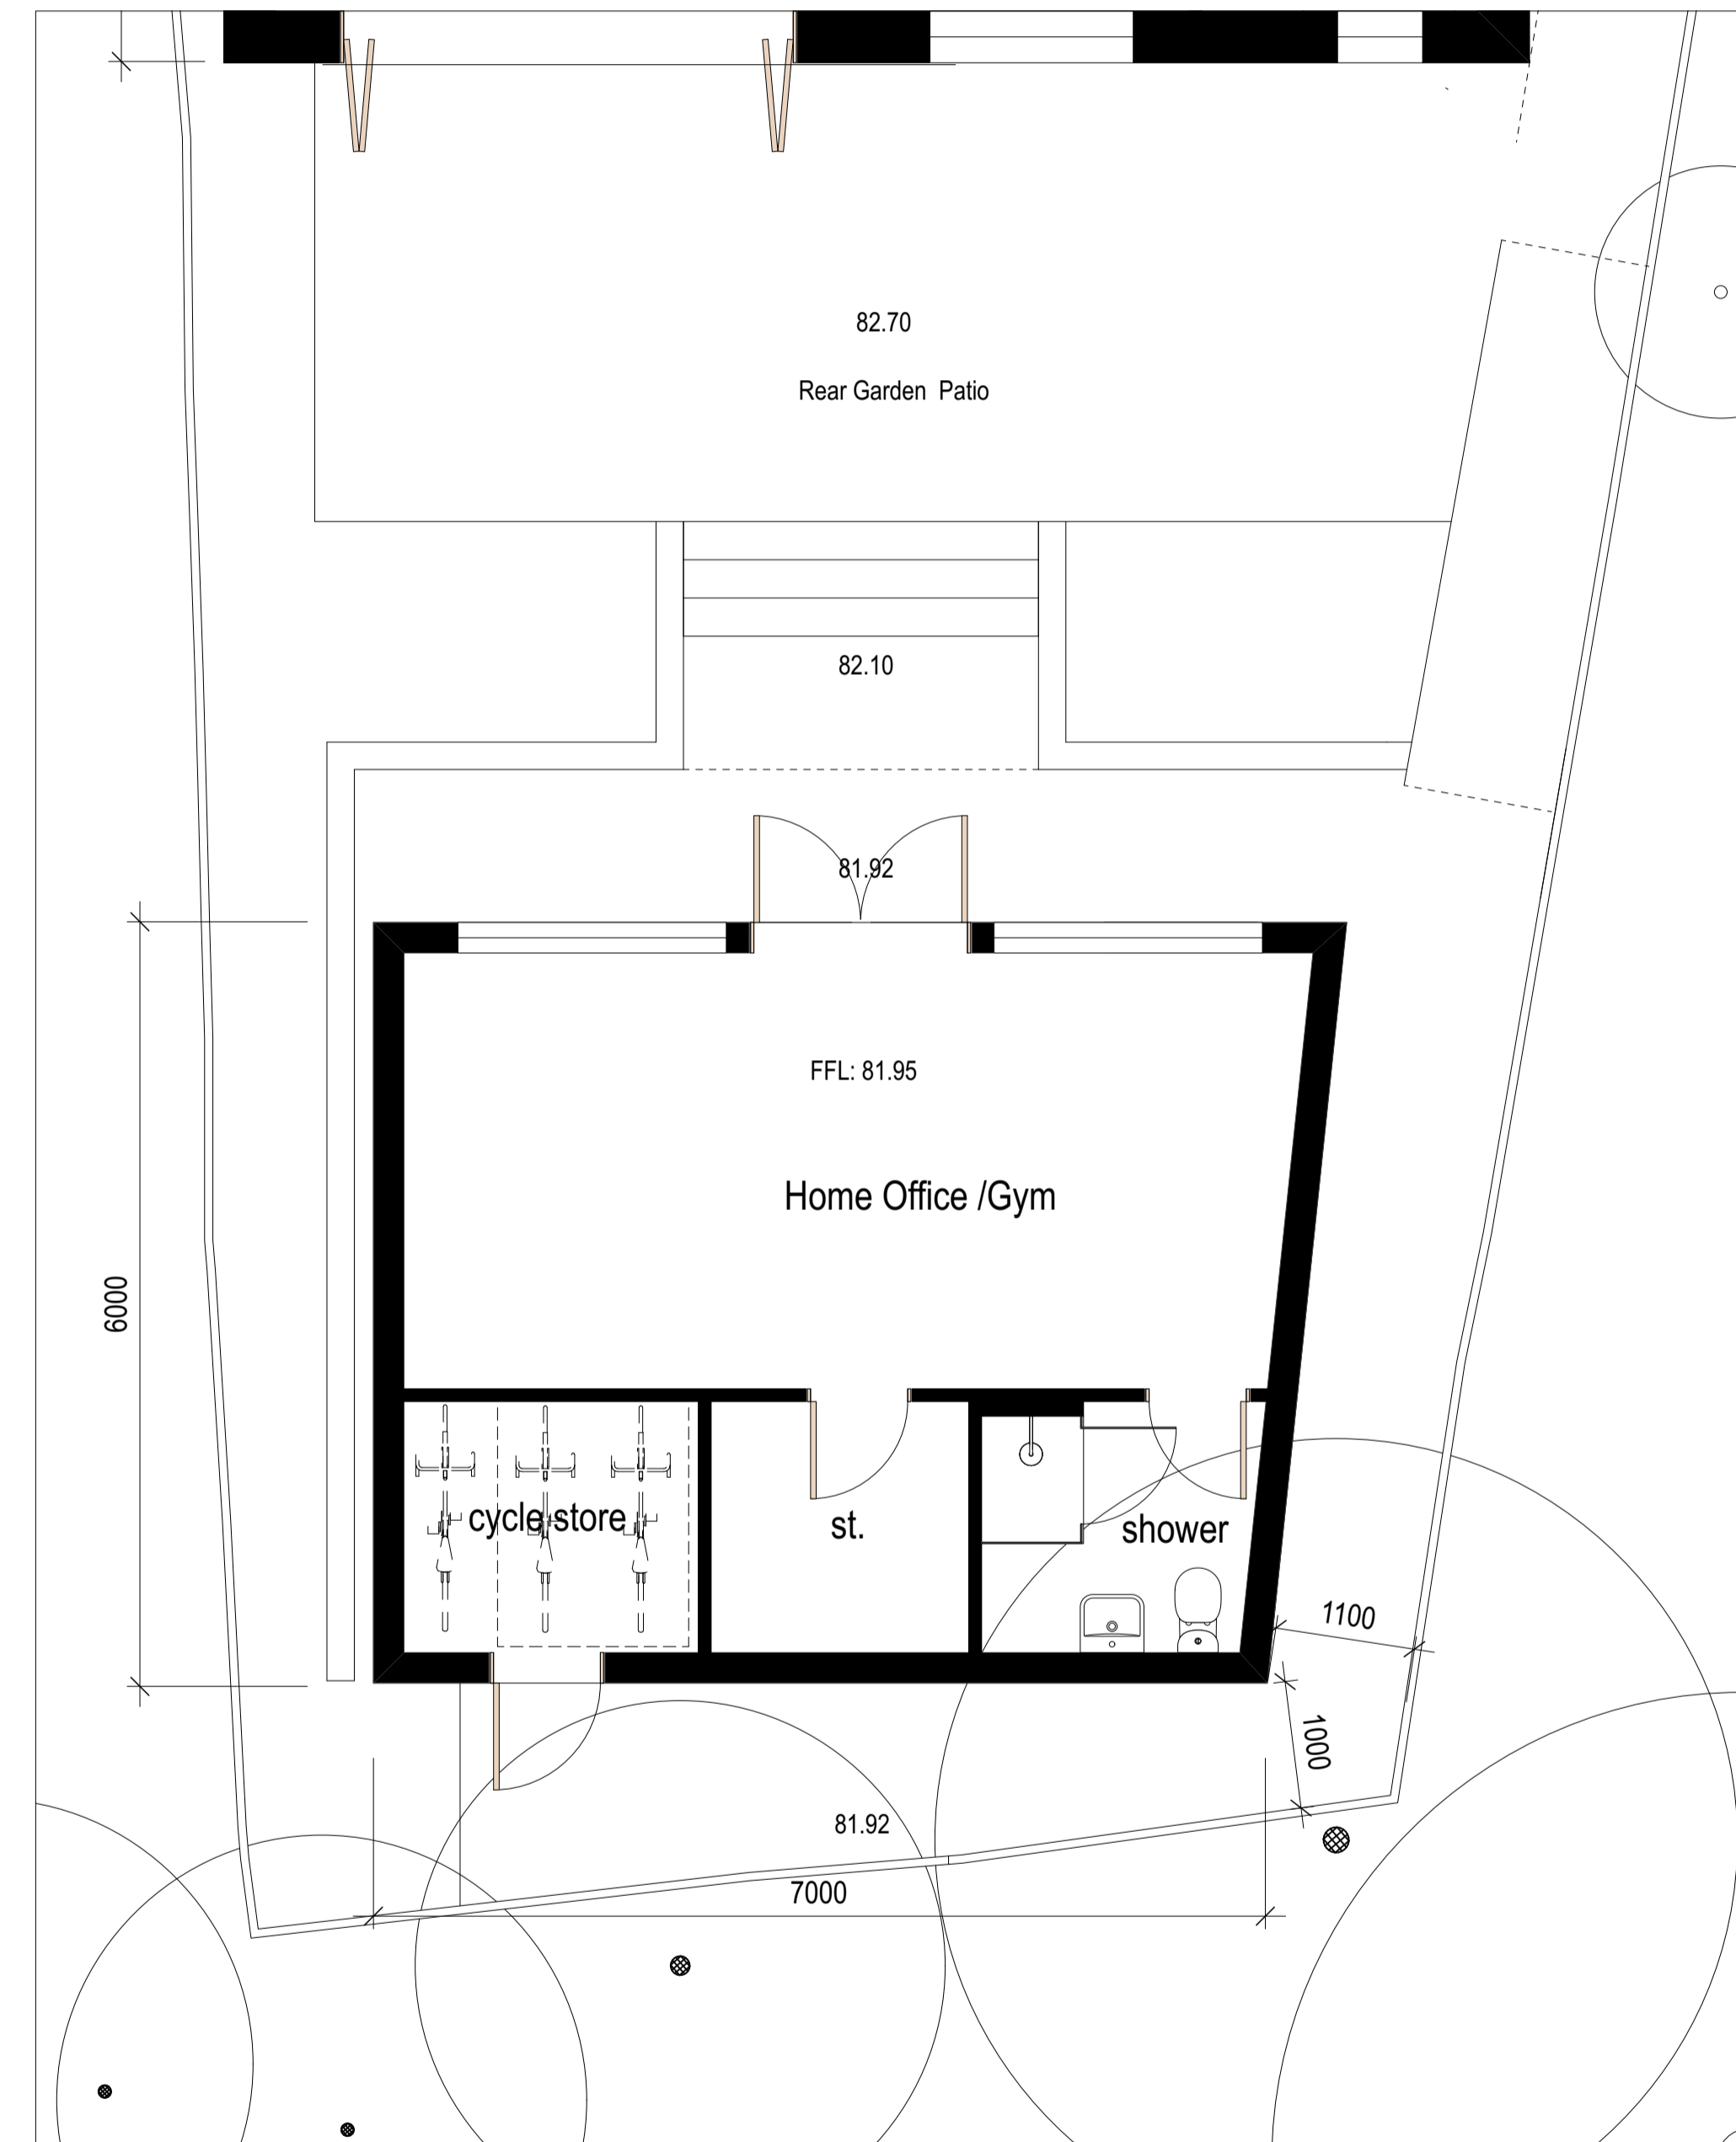 82.70
Rear Garden Patio
82.10
81.92
FFL: 81.95
Home Office /Gym
6000
cycle store
st.
shower
1100
1000
81.92
7000